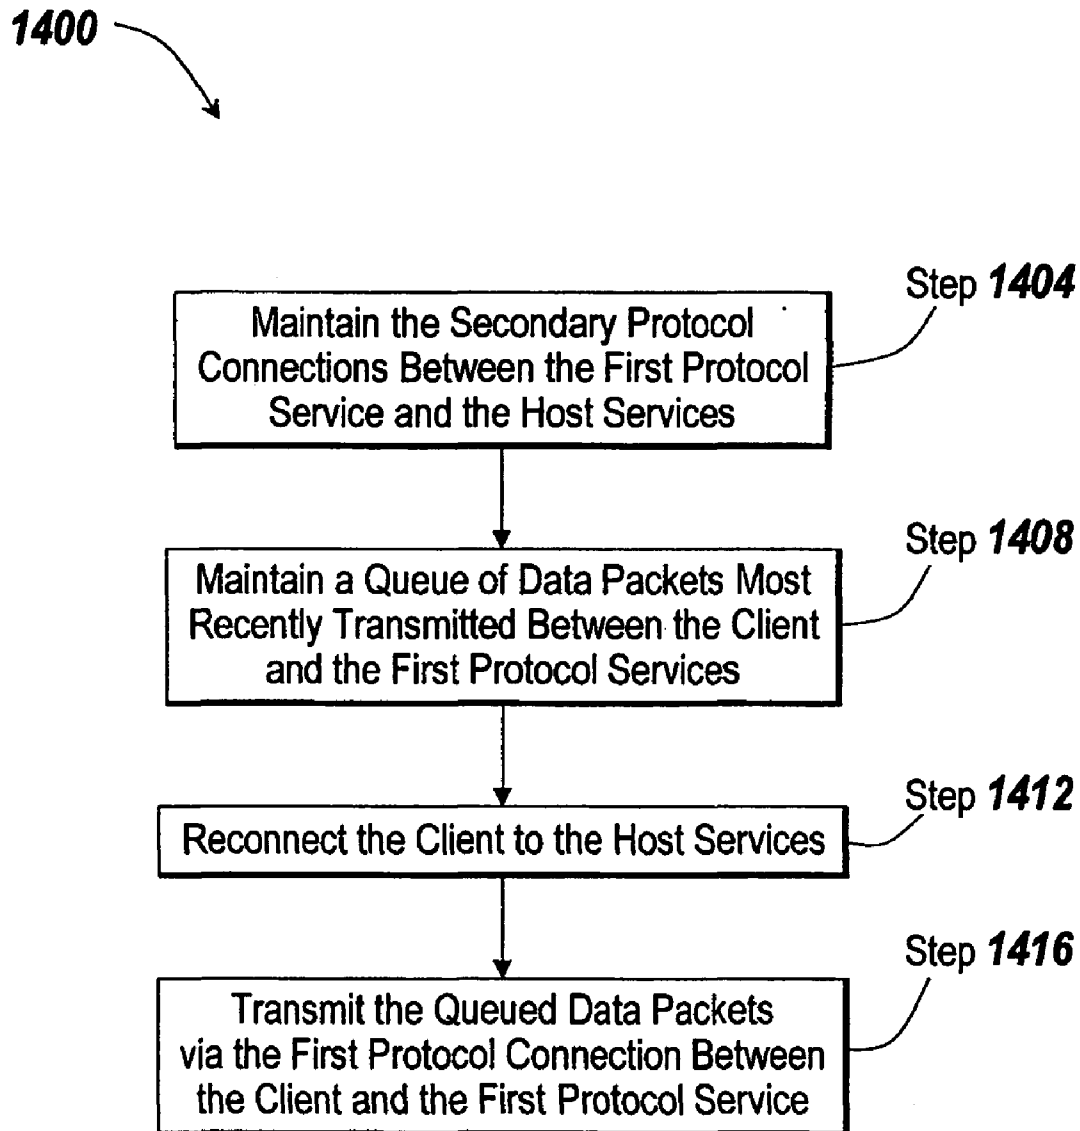 1400
Step 1404
Maintain the Secondary Protocol
Connections Between the First Protocol
Service and the Host Services
Step 1408
Maintain a Queue of Data Packets Most
Recently Transmitted Between the Client
and the First Protocol Services
Step 1412
Reconnect the Client to the Host Services
Step 1416
Transmit the Queued Data Packets
via the First Protocol Connection Between
the Client and the First Protocol Service